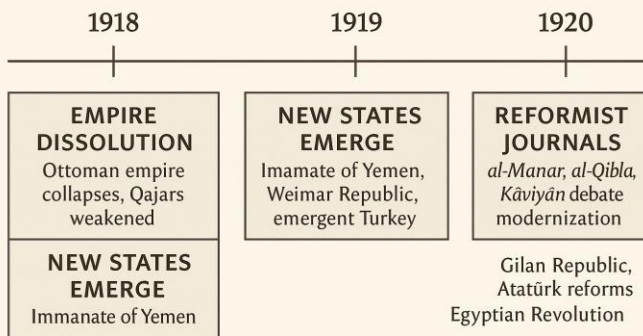 1918
1919
1920
EMPIRE
DISSOLUTION
Ottoman empire
collapses, Qajars
weakened
NEW STATES
EMERGE
Immanate of Yemen
NEW STATES
EMERGE
Imamate of Yemen,
Weimar Republic,
emergent Turkey
REFORMIST
JOURNALS
al-Manar, al-Qibla,
Kâviyân debate
modernization
Gilan Republic,
Atatũrk reforms
Egyptian Revolution